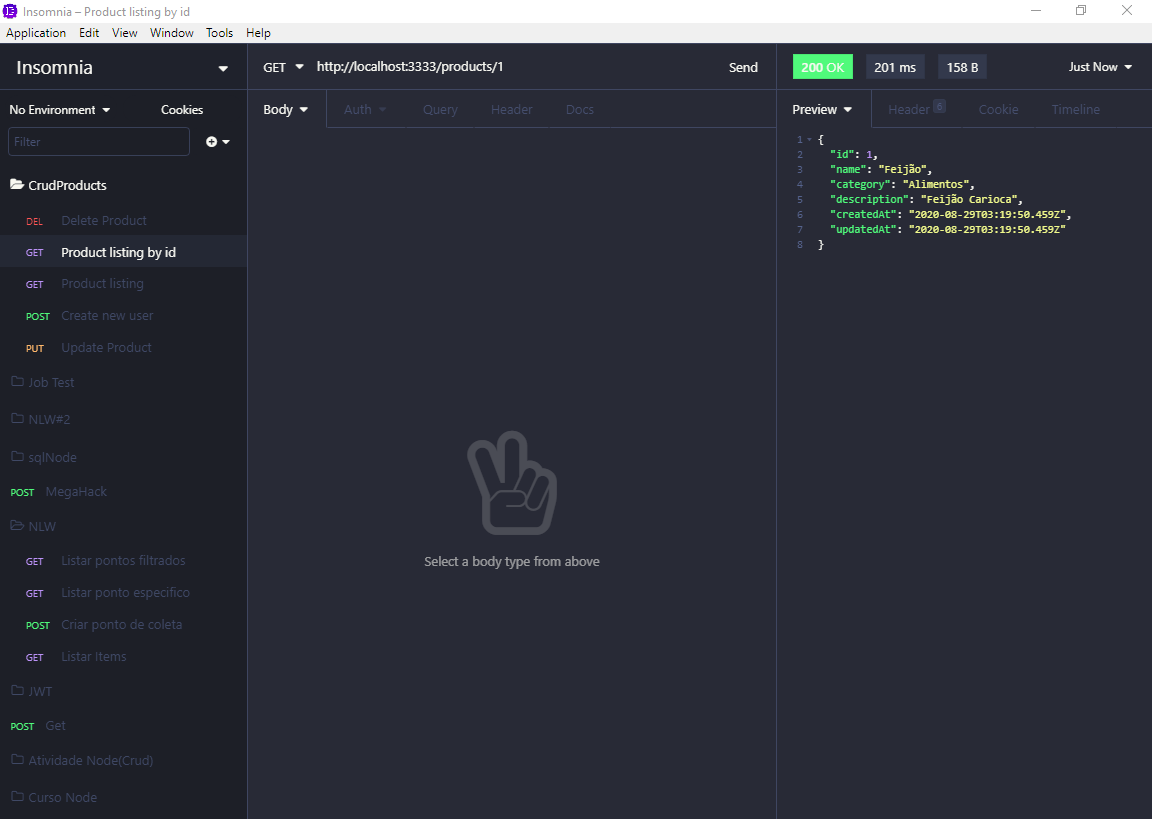 Insomnia – Product listing by id
Application Edit View Window Tools Help
Insomnia
GET http://localhost:3333/products/1 Send
200 OK 201 ms 158 B Just Now
No Environment Cookies
Body Auth Query Header Docs
Preview Header 6 Cookie Timeline
Filter
CrudProducts
DEL Delete Product
GET Product listing by id
GET Product listing
POST Create new user
PUT Update Product
Job Test
NLW#2
sqlNode
POST MegaHack
NLW
GET Listar pontos filtrados
GET Listar ponto especifico
POST Criar ponto de coleta
GET Listar Items
JWT
POST Get
Atividade Node(Crud)
Curso Node
Select a body type from above
1 {
2 "id": 1,
3 "name": "Feijão",
4 "category": "Alimentos",
5 "description": "Feijão Carioca",
6 "createdAt": "2020-08-29T03:19:50.459Z",
7 "updatedAt": "2020-08-29T03:19:50.459Z"
8 }